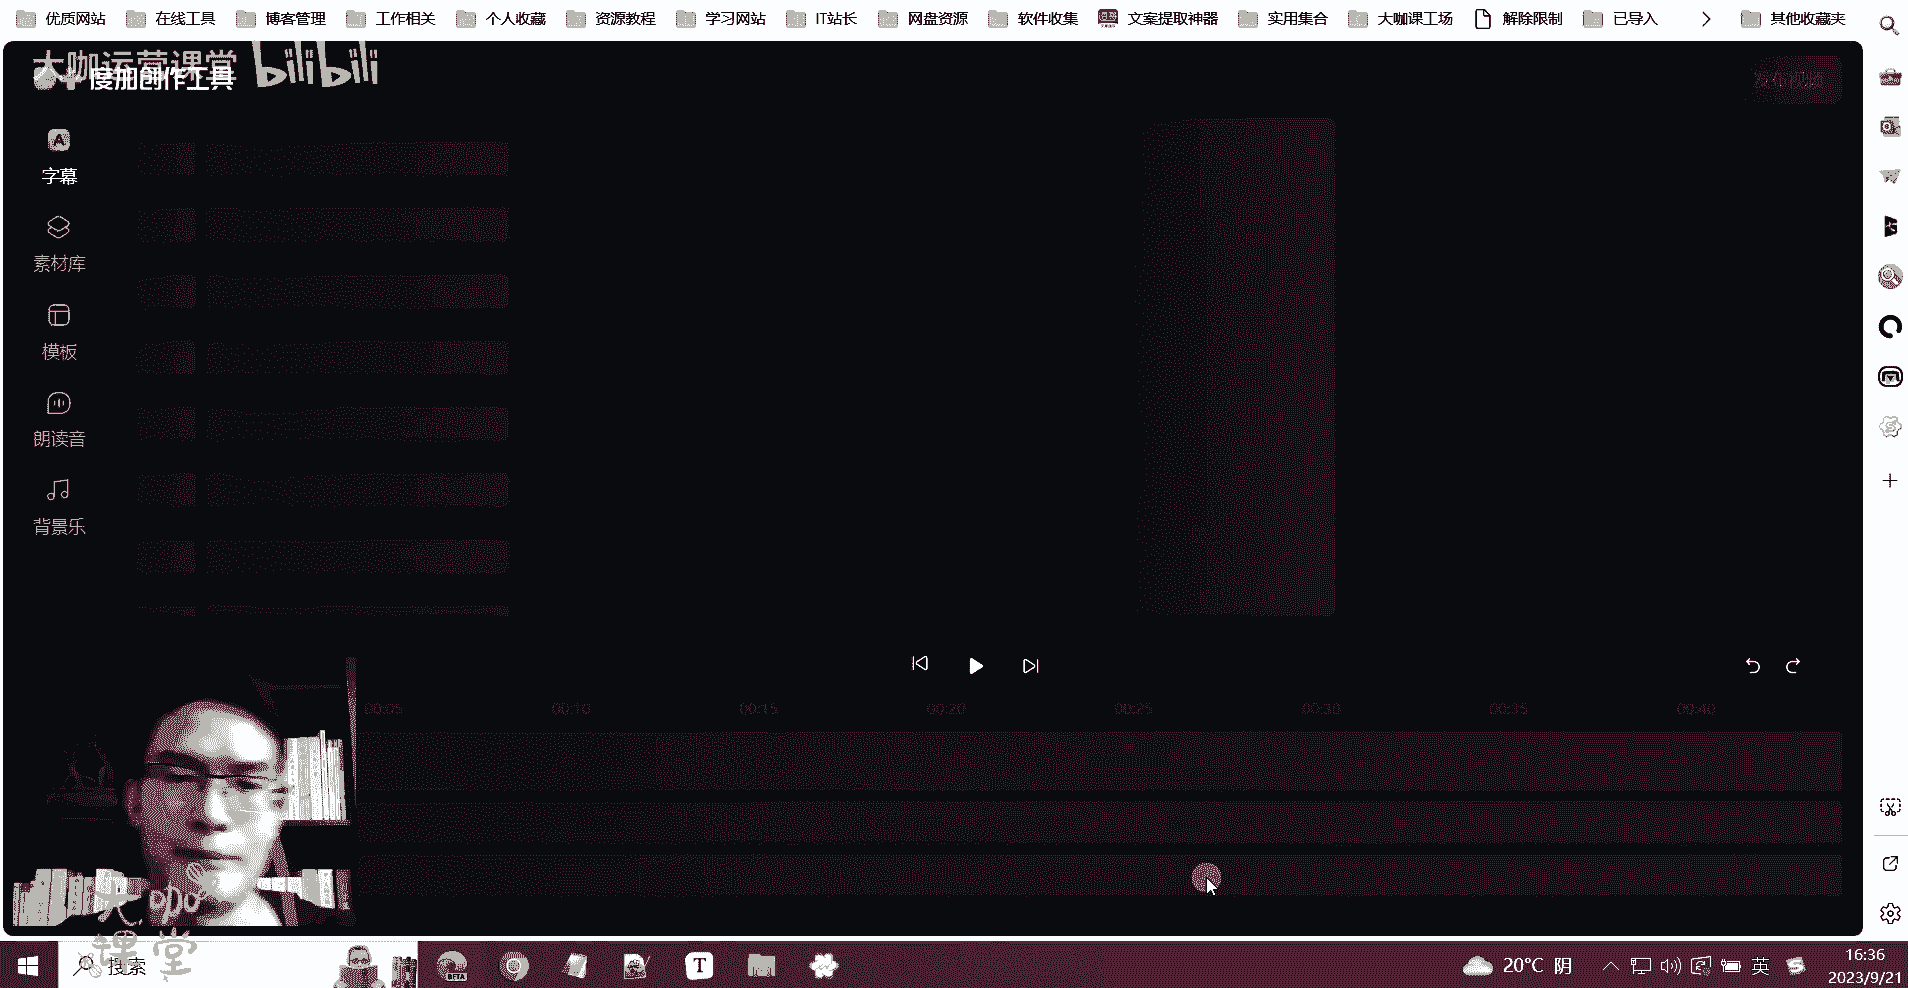 优质网站 在线工具 博客管理 工作相关 个人收藏 资源教程 学习网站 IT站长 网盘资源 软件收集 文案提取神器 实用集合 大咖课工场 解除限制 已导入 其他收藏夹
大咖运营课堂 bilibili
度加创作工具
发布视频
字幕
素材库
模板
朗读音
背景乐
00:05 00:10 00:15 00:20 00:25 00:30 00:35 00:40
大咖
课堂
搜索
BETA
T
20°C 阴
英
16:36
2023/9/21